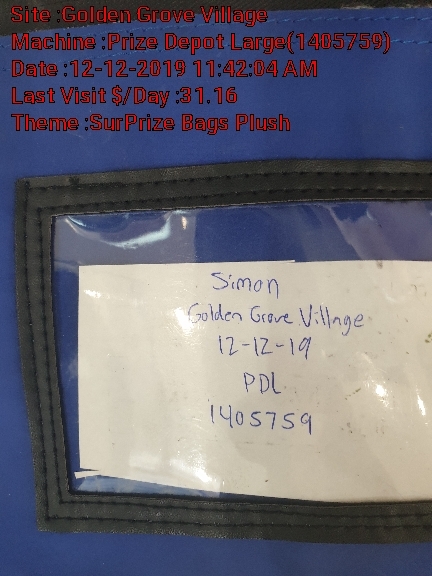 Site :Golden Grove Village
Machine :Prize Depot Large(1405759)
Date :12-12-2019 11:42:04 AM
Last Visit $/Day :31.16
Theme :SurPrize Bags Plush
Simon
Golden Grove Village
12-12-19
PDL
1405759